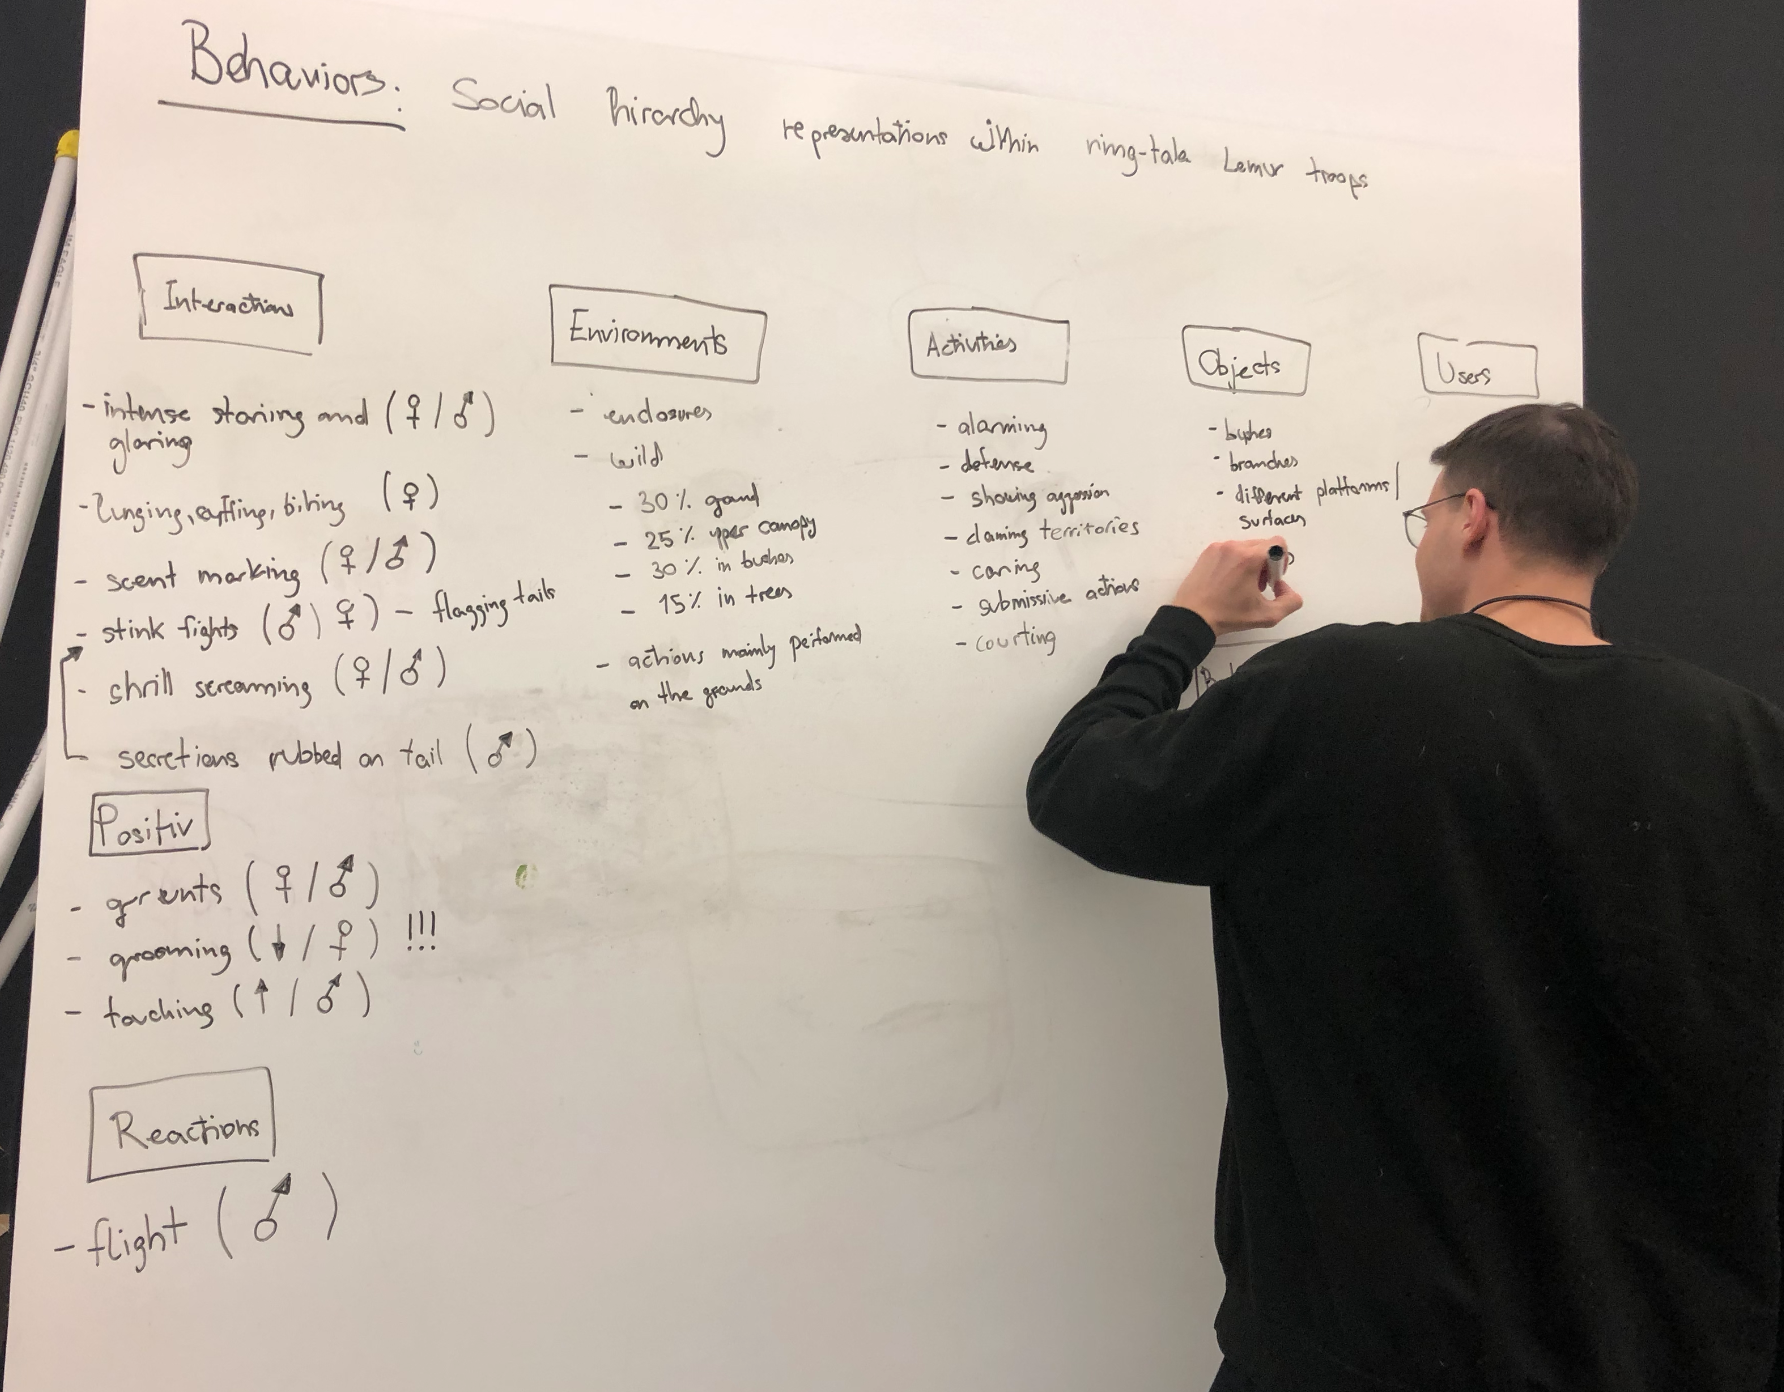 Behaviors: Social hirarchy representations within ring-tale Lemur troops
Interactions
- intense staring and (♀/♂)
glaring
- lunging, cuffing, biting (♀)
- scent marking (♀/♂)
- stink fights (♂) ♀) - flagging tails
- shrill screaming (♀/♂)
secretions rubbed on tail (♂)
Positiv
- grunts (♀/♂)
- grooming (↓/♀) !!!
- touching (↑/♂)
Reactions
- flight (♂)
Environments
- enclosures
- wild
- 30% gound
- 25% upper canopy
- 30% in bushes
- 15% in trees
- actions mainly performed
on the grounds
Activities
- alarming
- defense
- showing aggression
- claming territories
- caring
- submissive actions
- courting
Objects
- bushes
- branches
- different platforms/
surfaces
Users